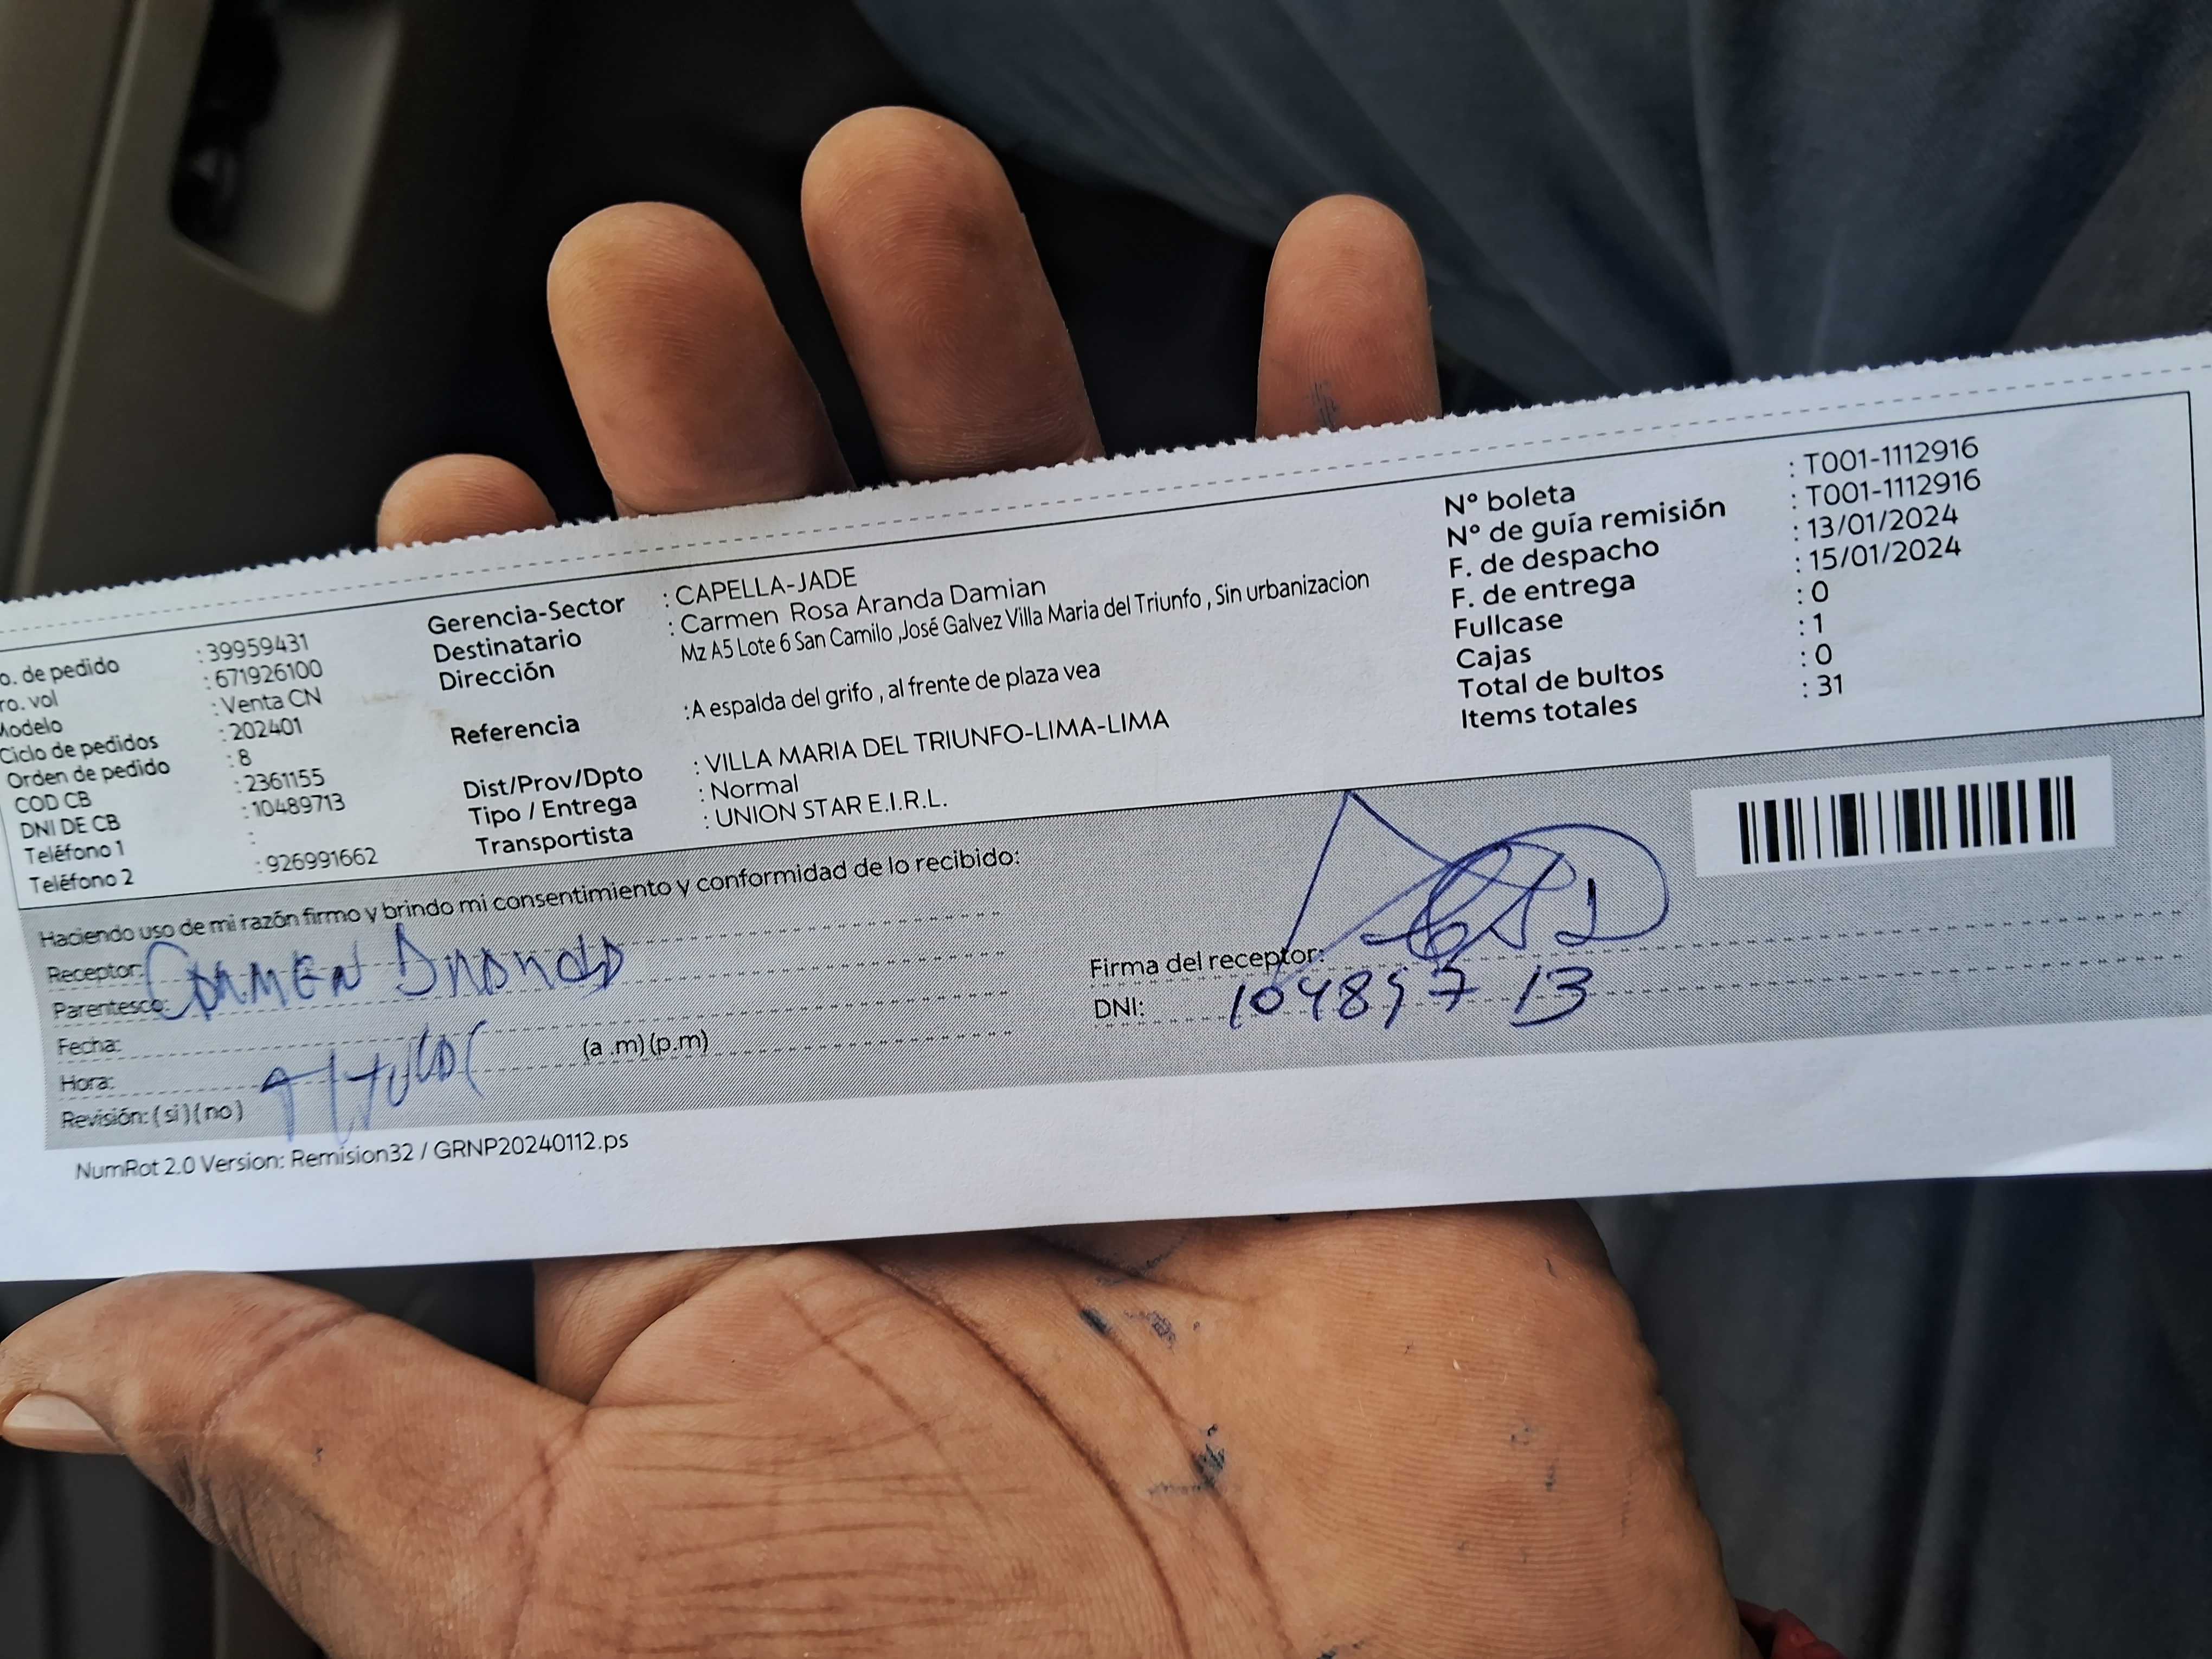 o. de pedido : 39959431
ro. vol : 671926100
Modelo : Venta CN
Ciclo de pedidos : 202401
Orden de pedido : 8
COD CB : 2361155
DNI DE CB : 10489713
Teléfono 1 :
Teléfono 2 : 926991662
Gerencia-Sector : CAPELLA-JADE
Destinatario : Carmen Rosa Aranda Damian
Dirección Mz A5 Lote 6 San Camilo ,José Galvez Villa Maria del Triunfo , Sin urbanizacion
Referencia :A espalda del grifo , al frente de plaza vea
Dist/Prov/Dpto : VILLA MARIA DEL TRIUNFO-LIMA-LIMA
Tipo / Entrega : Normal
Transportista : UNION STAR E.I.R.L.
N° boleta : T001-1112916
N° de guía remisión : T001-1112916
F. de despacho : 13/01/2024
F. de entrega : 15/01/2024
Fullcase : 0
Cajas : 1
Total de bultos : 0
Items totales : 31
Haciendo uso de mi razón firmo y brindo mi consentimiento y conformidad de lo recibido:
Receptor: CARMEN
Parentesco:
Fecha:
Hora: (a .m) (p.m)
Revisión: ( si ) ( no )
Firma del receptor:
DNI: 10489713
NumRot 2.0 Version: Remision32 / GRNP20240112.ps